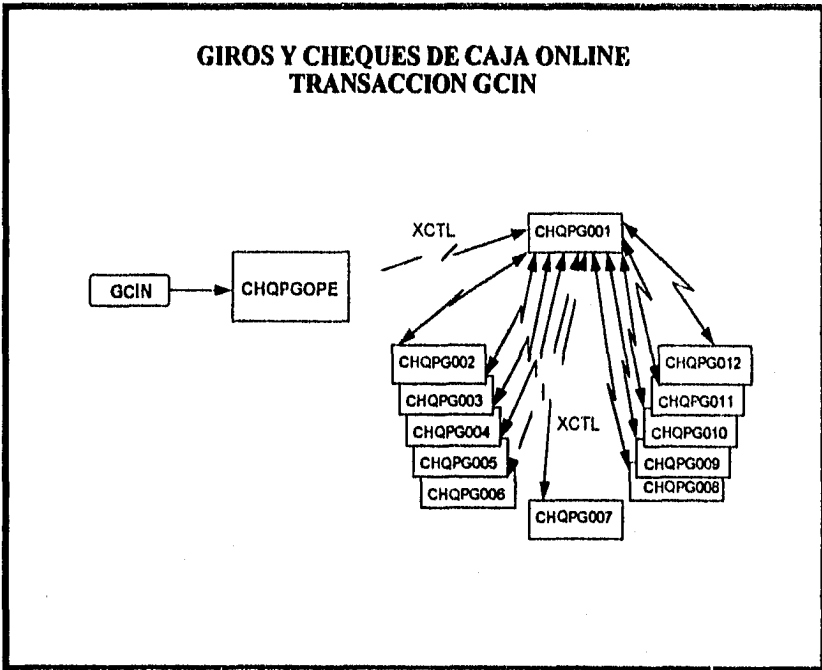 GIROS Y CHEQUES DE CAJA ONLINE
TRANSACCION GCIN
XCTL
CHQPG001
GCIN
CHQPGOPE
CHQPG002
CHQPG003
CHQPG004
CHQPG005
CHQPG006
XCTL
CHQPG007
CHQPG012
CHQPG011
CHQPG010
CHQPG009
CHQPG008